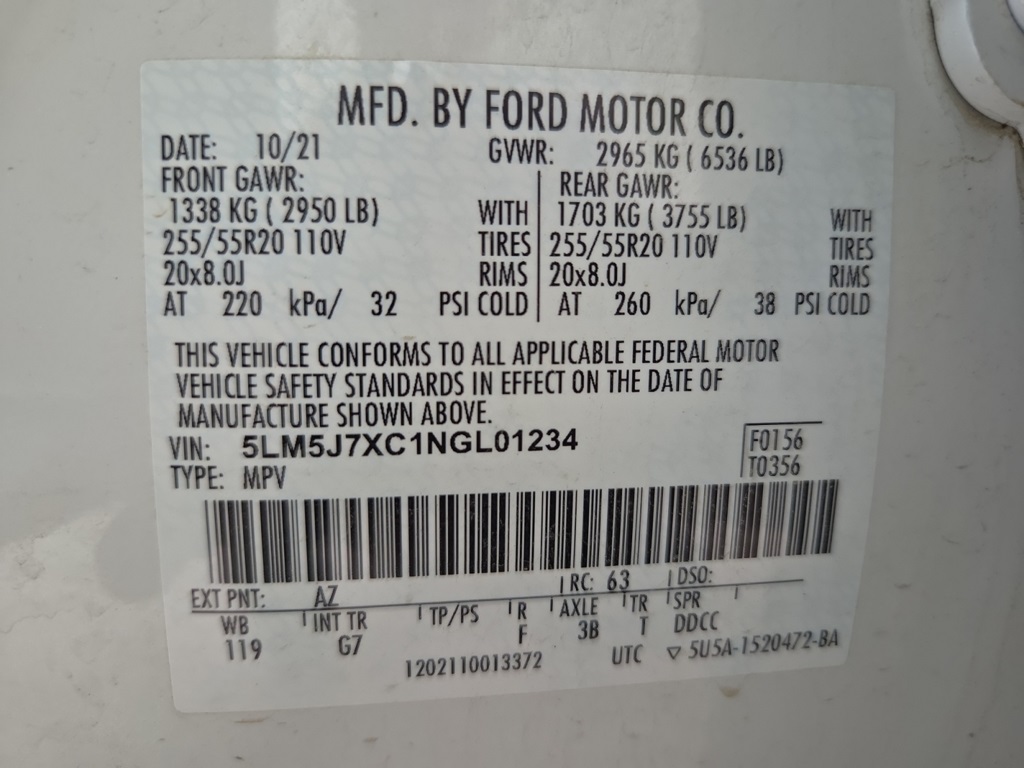 MFD. BY FORD MOTOR CO.
DATE: 10/21 GVWR: 2965 KG ( 6536 LB)
FRONT GAWR: REAR GAWR:
1338 KG ( 2950 LB) WITH 1703 KG ( 3755 LB) WITH
255/55R20 110V TIRES 255/55R20 110V TIRES
20x8.0J RIMS 20x8.0J RIMS
AT 220 kPa/ 32 PSI COLD AT 260 kPa/ 38 PSI COLD
THIS VEHICLE CONFORMS TO ALL APPLICABLE FEDERAL MOTOR
VEHICLE SAFETY STANDARDS IN EFFECT ON THE DATE OF
MANUFACTURE SHOWN ABOVE.
VIN: 5LM5J7XC1NGL01234 F0156
TYPE: MPV T0356
EXT PNT: AZ RC: 63 DSO:
WB INT TR TP/PS R AXLE TR SPR
119 G7 F 3B T DDCC
1202110013372 UTC ▽ 5U5A-1520472-BA